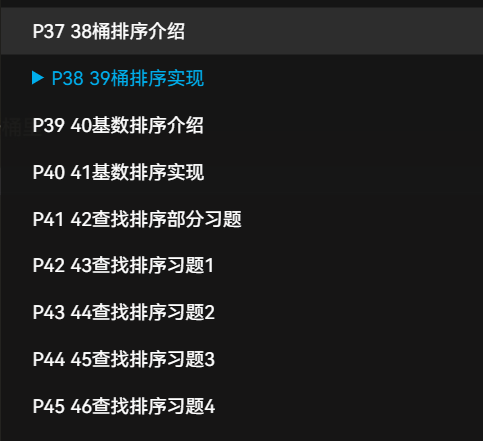 P37 38桶排序介绍
P38 39桶排序实现
P39 40基数排序介绍
P40 41基数排序实现
P41 42查找排序部分习题
P42 43查找排序习题1
P43 44查找排序习题2
P44 45查找排序习题3
P45 46查找排序习题4